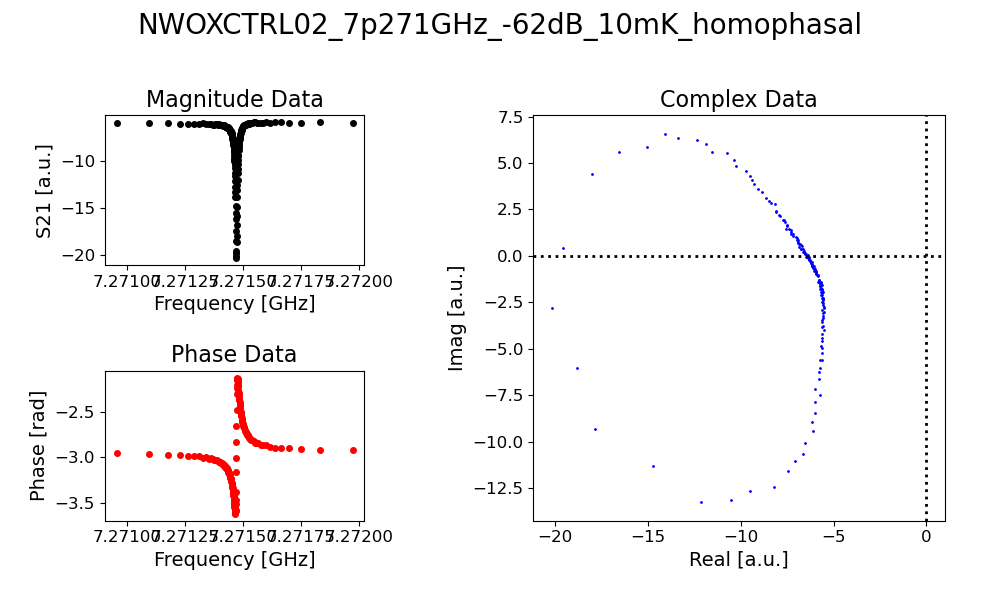 NWOXCTRL02_7p271GHz_-62dB_10mK_homophasal
Magnitude Data
S21 [a.u.]
−10
−15
−20
7.27100 7.27125 7.27150 7.27175 7.27200
Frequency [GHz]
Phase Data
Phase [rad]
−2.5
−3.0
−3.5
7.27100 7.27125 7.27150 7.27175 7.27200
Frequency [GHz]
Complex Data
Imag [a.u.]
7.5
5.0
2.5
0.0
−2.5
−5.0
−7.5
−10.0
−12.5
−20 −15 −10 −5 0
Real [a.u.]